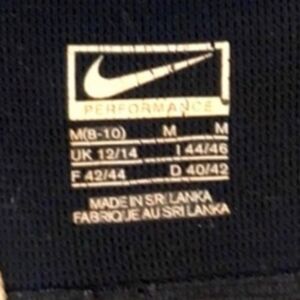 PERFORMANCE
M(8-10) M M
UK 12/14 I 44/46
F 42/44 D 40/42
MADE IN SRI LANKA
FABRIQUE AU SRI LANKA